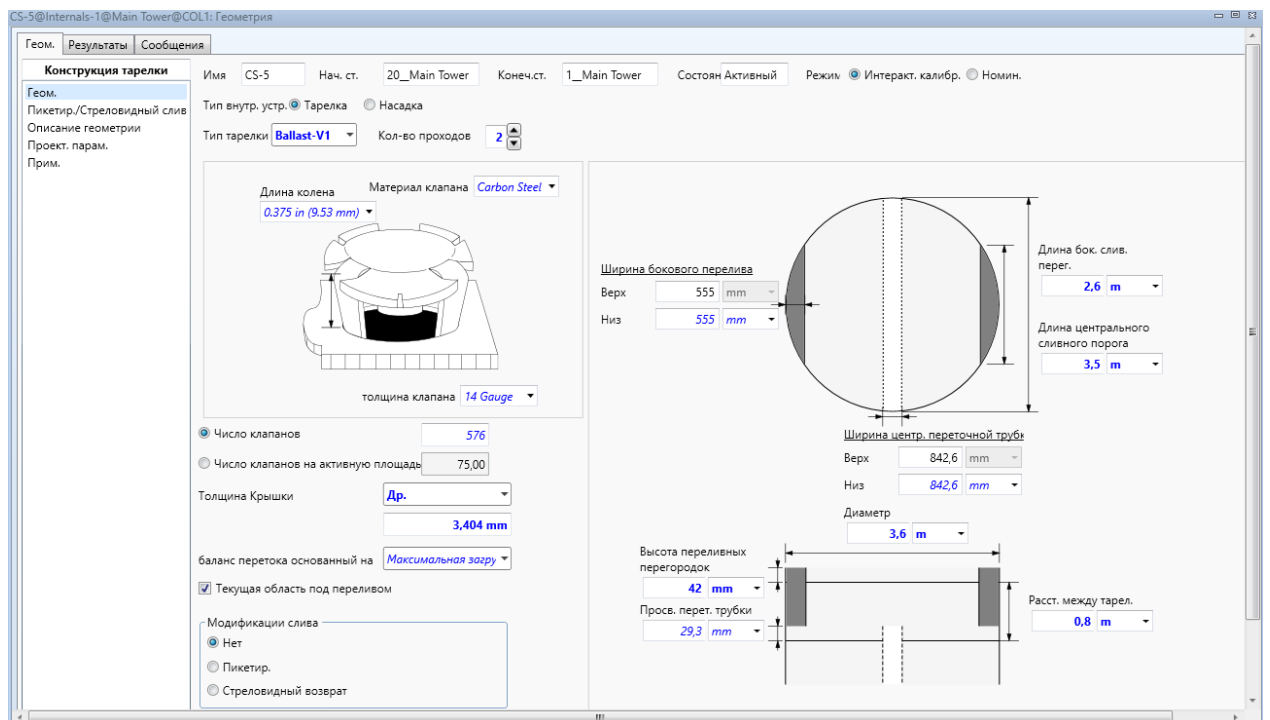 CS-5@Internals-1@Main Tower@COL1: Геометрия
Геом. Результаты Сообщения
Конструкция тарелки
Геом.
Пикетир./Стреловидный слив
Описание геометрии
Проект. парам.
Прим.
Имя CS-5 Нач. ст. 20__Main Tower Конеч.ст. 1__Main Tower Состоян Активный Режим Интеракт. калибр. Номин.
Тип внутр. устр. Тарелка Насадка
Тип тарелки Ballast-V1 Кол-во проходов 2
Длина колена Материал клапана Carbon Steel
0.375 in (9.53 mm)
толщина клапана 14 Gauge
Число клапанов 576
Число клапанов на активную площадь 75,00
Толщина Крышки Др.
3,404 mm
баланс перетока основанный на Максимальная загру
Текущая область под переливом
Модификации слива
Нет
Пикетир.
Стреловидный возврат
Ширина бокового перелива
Верх 555 mm
Низ 555 mm
Длина бок. слив.
перег.
2,6 m
Длина центрального
сливного порога
3,5 m
Ширина центр. переточной трубк
Верх 842,6 mm
Низ 842,6 mm
Диаметр
3,6 m
Высота переливных
перегородок
42 mm
Просв. перет. трубки
29,3 mm
Расст. между тарел.
0,8 m